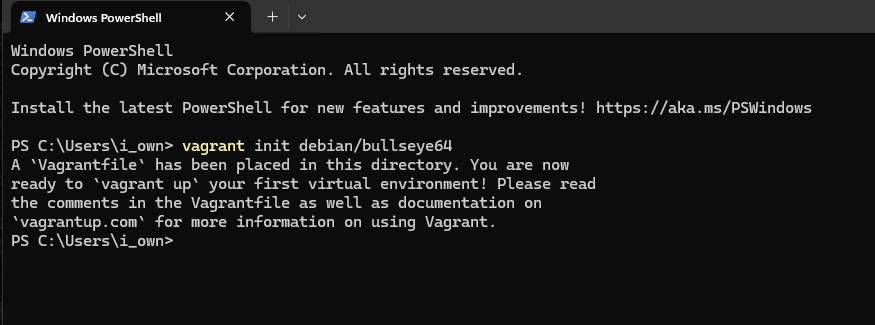 Windows PowerShell
Windows PowerShell
Copyright (C) Microsoft Corporation. All rights reserved.
Install the latest PowerShell for new features and improvements! https://aka.ms/PSWindows
PS C:\Users\i_own> vagrant init debian/bullseye64
A `Vagrantfile` has been placed in this directory. You are now
ready to `vagrant up` your first virtual environment! Please read
the comments in the Vagrantfile as well as documentation on
`vagrantup.com` for more information on using Vagrant.
PS C:\Users\i_own>